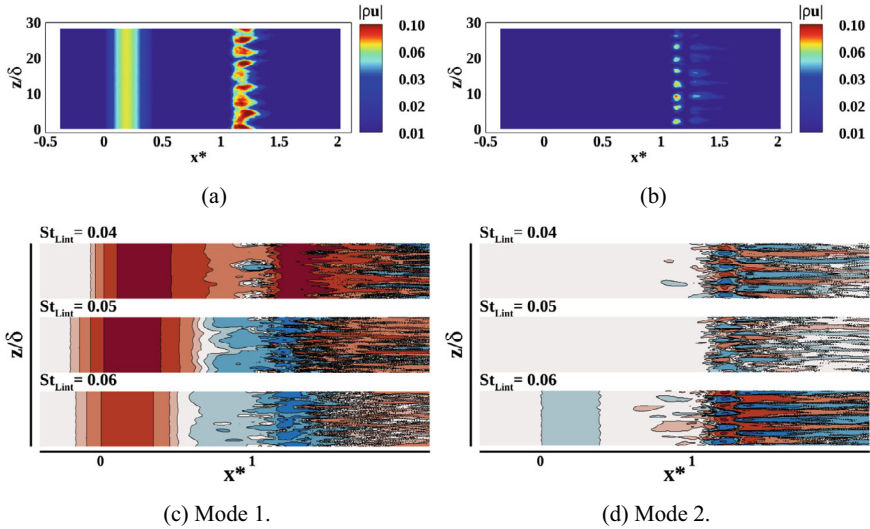 |ρu|
30
20
10
0
z/δ
-0.5
0
0.5
1
1.5
2
x*
0.10
0.06
0.03
0.02
0.01
(a)
|ρu|
30
20
10
0
z/δ
-0.5
0
0.5
1
1.5
2
x*
0.10
0.06
0.03
0.02
0.01
(b)
St_Lint = 0.04
St_Lint = 0.05
St_Lint = 0.06
z/δ
0
1
x*
(c) Mode 1.
St_Lint = 0.04
St_Lint = 0.05
St_Lint = 0.06
z/δ
0
1
x*
(d) Mode 2.